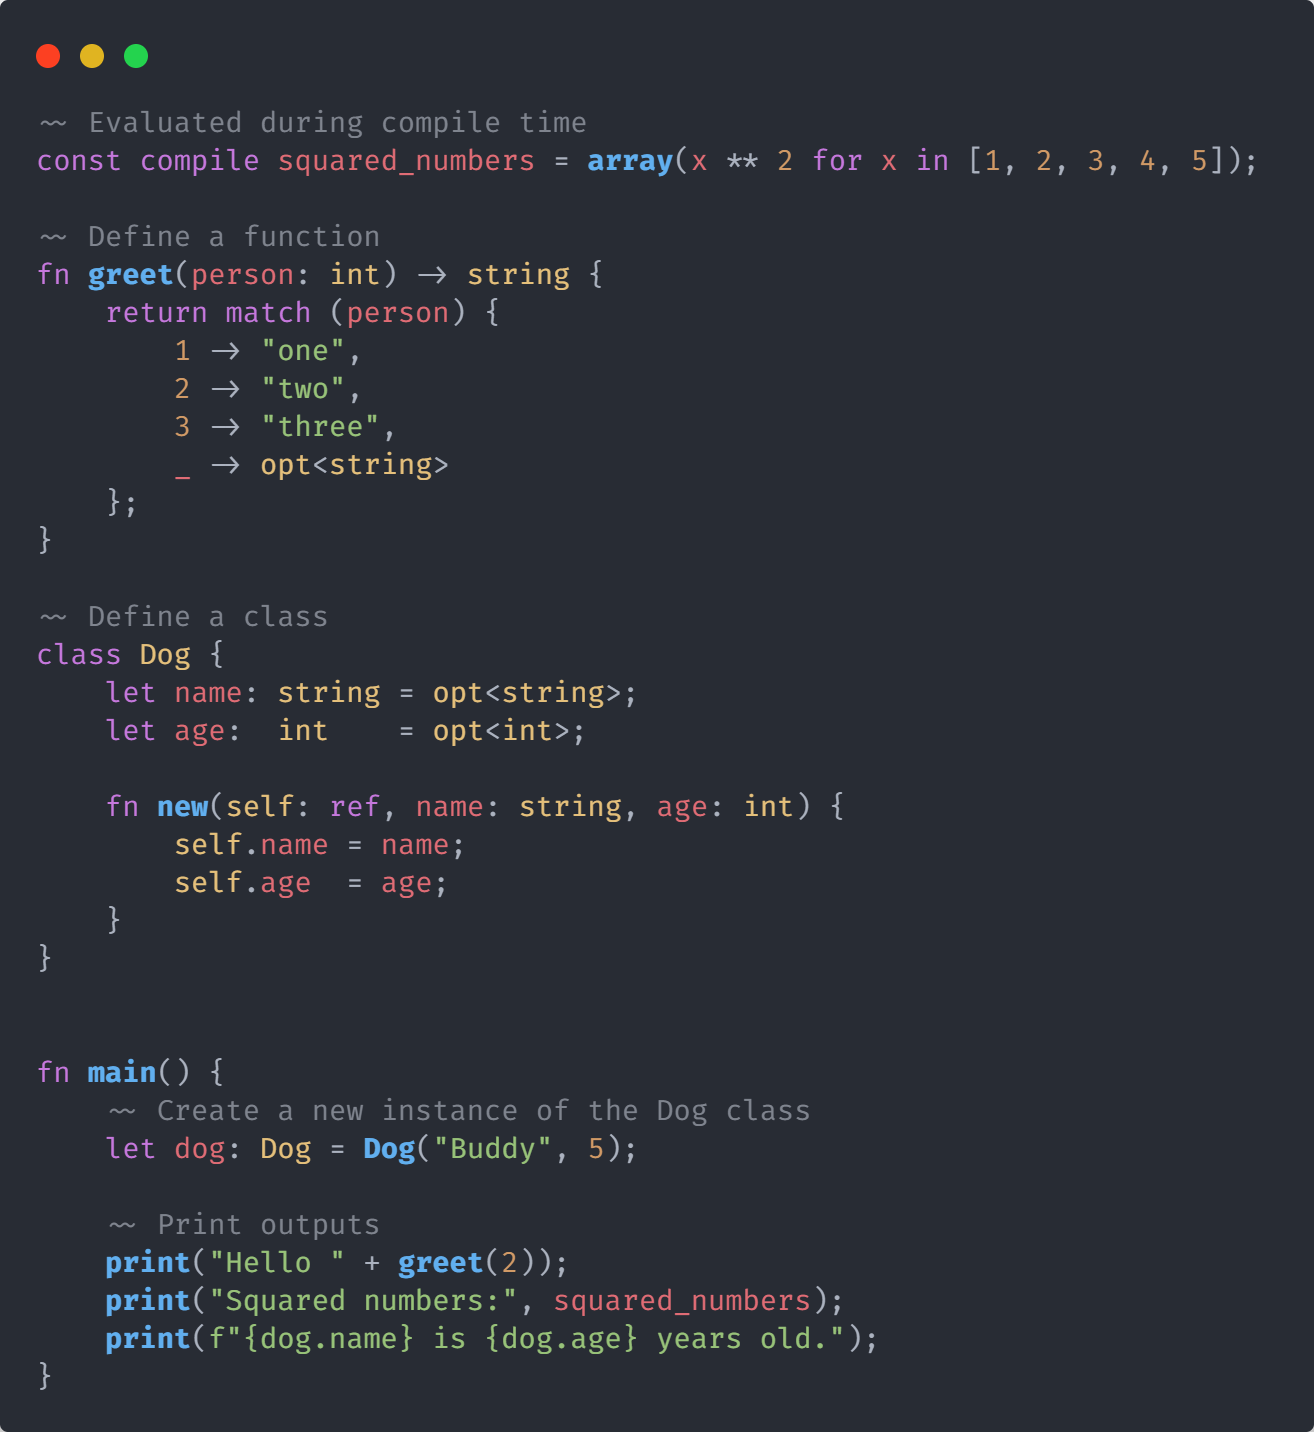 ~~ Evaluated during compile time
const compile squared_numbers = array(x ** 2 for x in [1, 2, 3, 4, 5]);

~~ Define a function
fn greet(person: int) -> string {
    return match (person) {
        1 -> "one",
        2 -> "two",
        3 -> "three",
        _ -> opt<string>
    };
}

~~ Define a class
class Dog {
    let name: string = opt<string>;
    let age:  int    = opt<int>;

    fn new(self: ref, name: string, age: int) {
        self.name = name;
        self.age  = age;
    }
}


fn main() {
    ~~ Create a new instance of the Dog class
    let dog: Dog = Dog("Buddy", 5);

    ~~ Print outputs
    print("Hello " + greet(2));
    print("Squared numbers:", squared_numbers);
    print(f"{dog.name} is {dog.age} years old.");
}